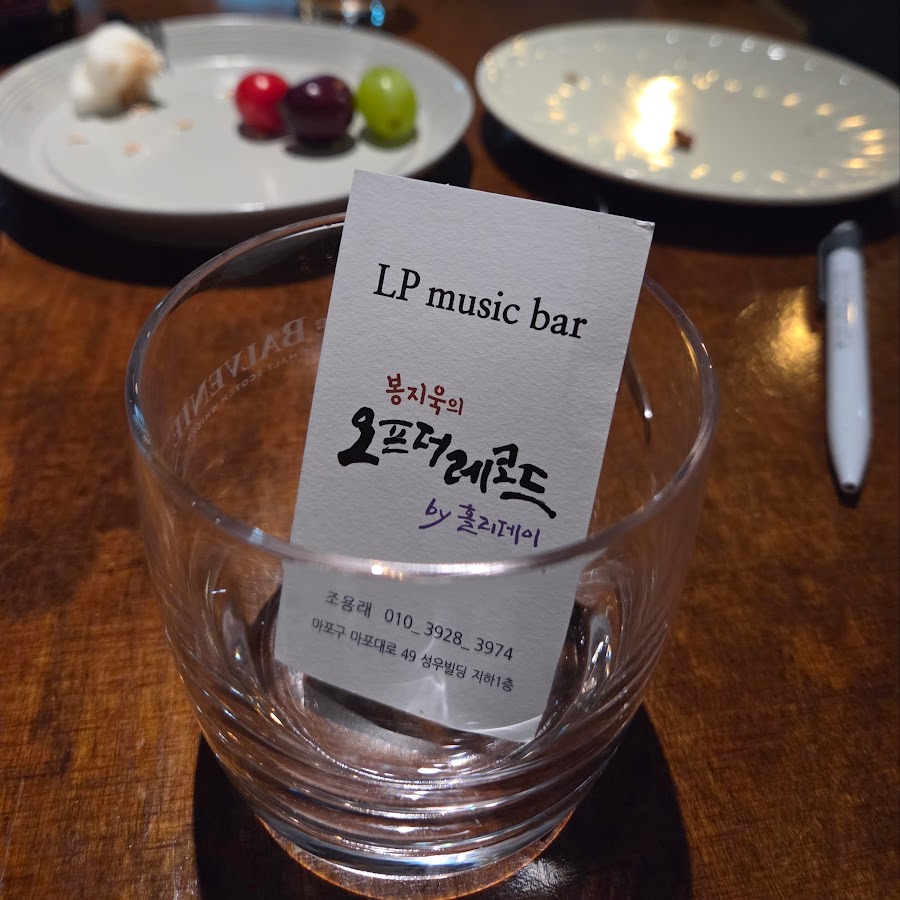 LP music bar
봉지욱의
오프더레코드
by 홀리데이
조용래 010_3928_3974
마포구 마포대로 49 성우빌딩 지하1층
BALVENIE